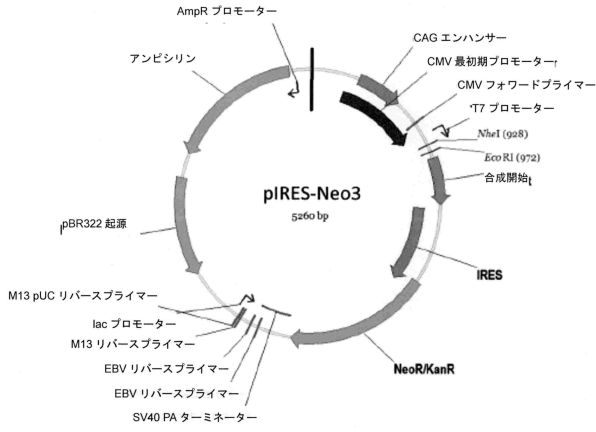 AmpR プロモーター
アンピシリン
CAG エンハンサー
CMV 最初期プロモーター
CMV フォワードプライマー
T7 プロモーター
NheI (928)
EcoRI (972)
合成開始
pIRES-Neo3
5260 bp
pBR322 起源
IRES
M13 pUC リバースプライマー
lac プロモーター
M13 リバースプライマー
EBV リバースプライマー
EBV リバースプライマー
SV40 PA ターミネーター
NeoR/KanR